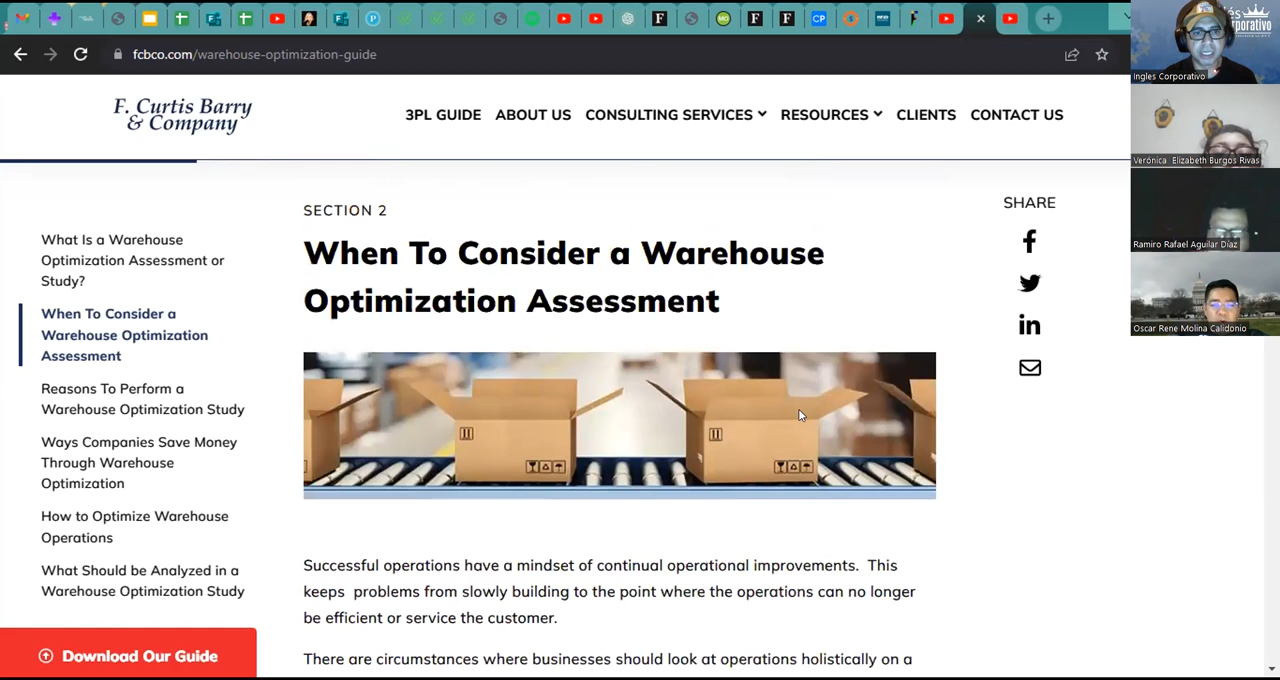 fcbco.com/warehouse-optimization-guide
F. Curtis Barry
& Company
3PL GUIDE ABOUT US CONSULTING SERVICES RESOURCES CLIENTS CONTACT US
What Is a Warehouse
Optimization Assessment or
Study?
When To Consider a
Warehouse Optimization
Assessment
Reasons To Perform a
Warehouse Optimization Study
Ways Companies Save Money
Through Warehouse
Optimization
How to Optimize Warehouse
Operations
What Should be Analyzed in a
Warehouse Optimization Study
Download Our Guide
SECTION 2
When To Consider a Warehouse
Optimization Assessment
Successful operations have a mindset of continual operational improvements. This
keeps problems from slowly building to the point where the operations can no longer
be efficient or service the customer.
There are circumstances where businesses should look at operations holistically on a
SHARE
Ingles Corporativo
Verónica Elizabeth Burgos Rivas
Ramiro Rafael Aguilar Díaz
Oscar Rene Molina Calidonio